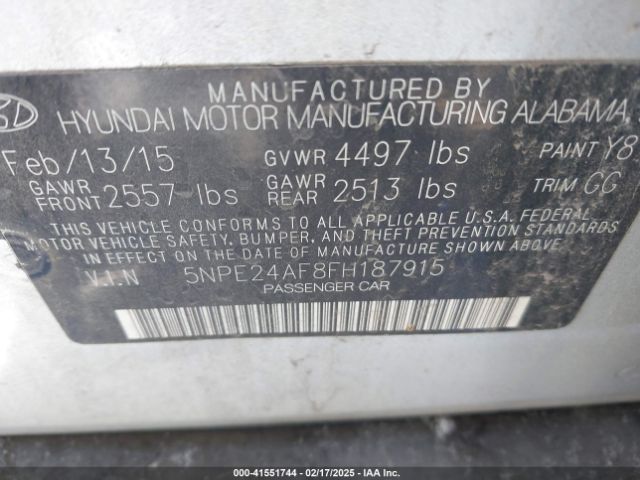 MANUFACTURED BY
HYUNDAI MOTOR MANUFACTURING ALABAMA,
Feb/13/15 GVWR 4497 lbs PAINT Y8
GAWR FRONT 2557 lbs GAWR REAR 2513 lbs TRIM GG
THIS VEHICLE CONFORMS TO ALL APPLICABLE U.S.A. FEDERAL
MOTOR VEHICLE SAFETY, BUMPER, AND THEFT PREVENTION STANDARDS
IN EFFECT ON THE DATE OF MANUFACTURE SHOWN ABOVE.
V.I.N 5NPE24AF8FH187915
PASSENGER CAR
000-41551744 — 02/17/2025 — IAA Inc.